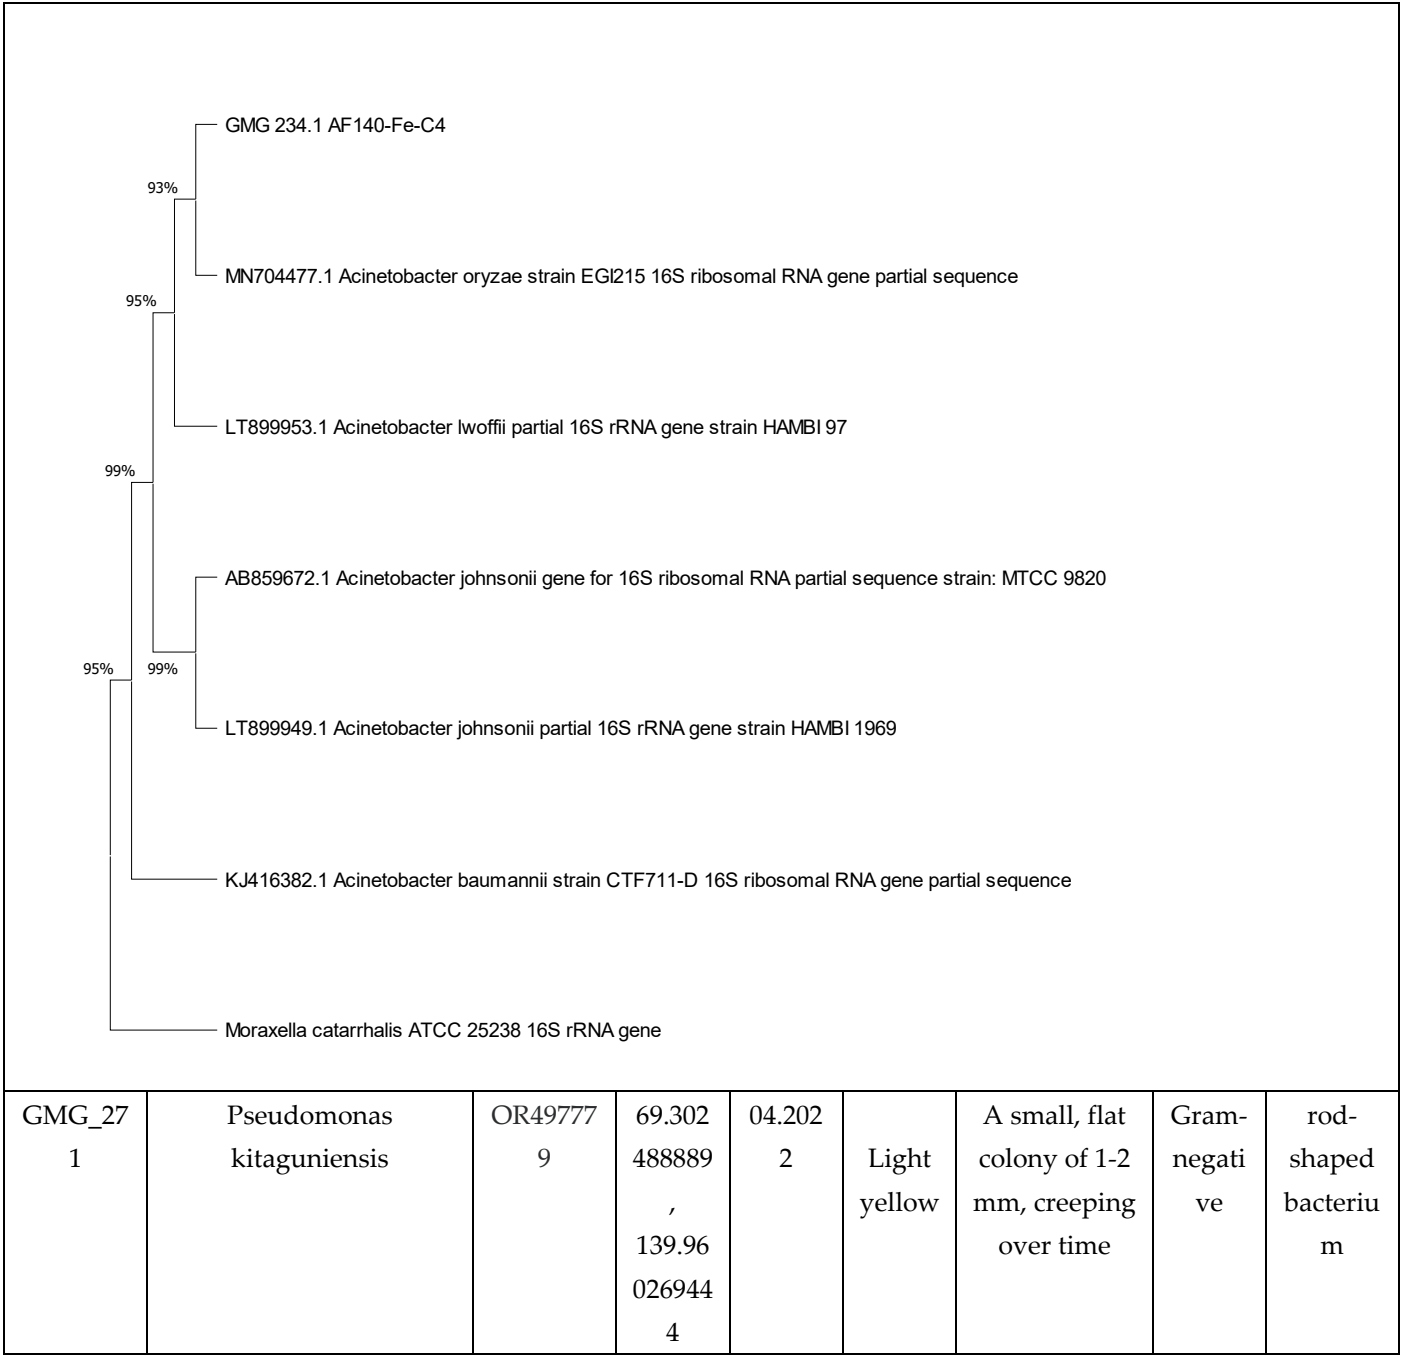 GMG 234.1 AF140-Fe-C4
93%
MN704477.1 Acinetobacter oryzae strain EGI215 16S ribosomal RNA gene partial sequence
95%
LT899953.1 Acinetobacter lwoffii partial 16S rRNA gene strain HAMBI 97
99%
AB859672.1 Acinetobacter johnsonii gene for 16S ribosomal RNA partial sequence strain: MTCC 9820
95%
99%
LT899949.1 Acinetobacter johnsonii partial 16S rRNA gene strain HAMBI 1969
KJ416382.1 Acinetobacter baumannii strain CTF711-D 16S ribosomal RNA gene partial sequence
Moraxella catarrhalis ATCC 25238 16S rRNA gene
GMG_27
1
Pseudomonas
kitaguniensis
OR49777
9
69.302
488889
,
139.96
026944
4
04.202
2
Light
yellow
A small, flat
colony of 1-2
mm, creeping
over time
Gram-
negati
ve
rod-
shaped
bacteriu
m